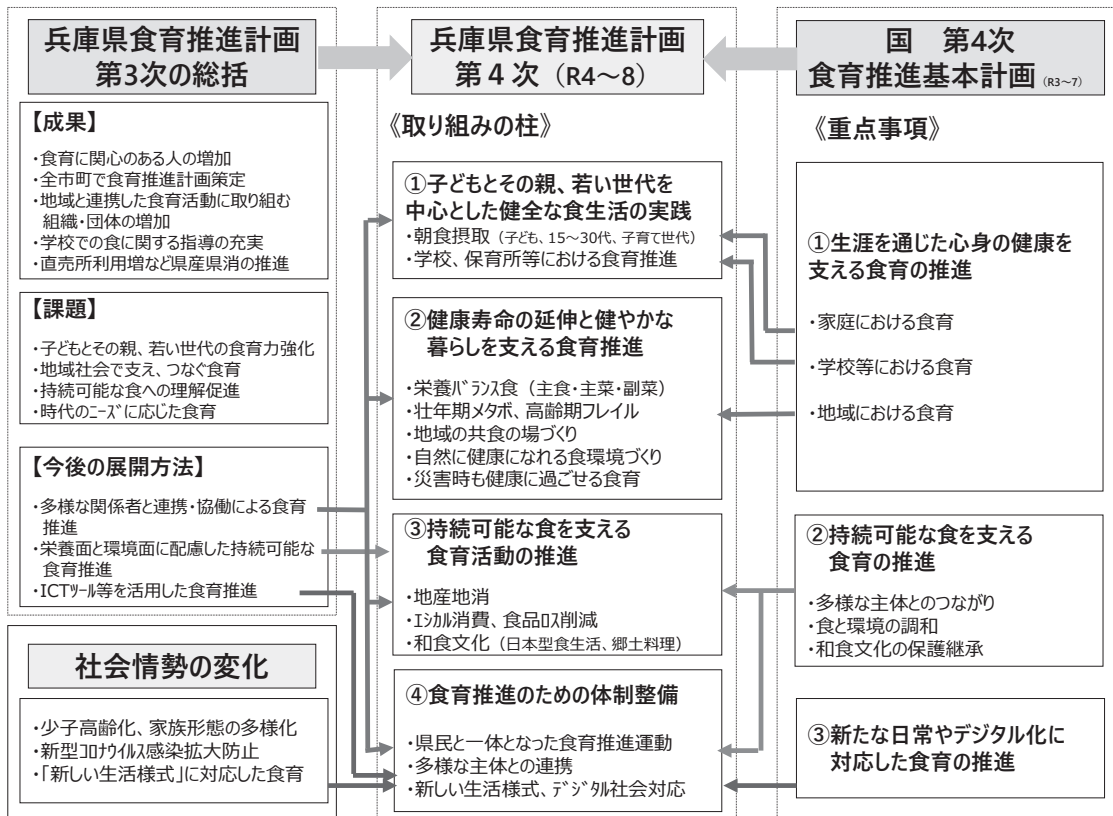 兵庫県食育推進計画
第3次の総括
【成果】
・食育に関心のある人の増加
・全市町で食育推進計画策定
・地域と連携した食育活動に取り組む
組織・団体の増加
・学校での食に関する指導の充実
・直売所利用増など県産県消の推進
【課題】
・子どもとその親、若い世代の食育力強化
・地域社会で支え、つなぐ食育
・持続可能な食への理解促進
・時代のﾆｰｽﾞに応じた食育
【今後の展開方法】
・多様な関係者と連携・協働による食育
推進
・栄養面と環境面に配慮した持続可能な
食育推進
・ICTﾂｰﾙ等を活用した食育推進
社会情勢の変化
・少子高齢化、家族形態の多様化
・新型ｺﾛﾅｳｲﾙｽ感染拡大防止
・「新しい生活様式」に対応した食育
兵庫県食育推進計画
第４次（R4～8）
《取り組みの柱》
①子どもとその親、若い世代を
中心とした健全な食生活の実践
・朝食摂取（子ども、15～30代、子育て世代）
・学校、保育所等における食育推進
②健康寿命の延伸と健やかな
暮らしを支える食育推進
・栄養ﾊﾞﾗﾝｽ食（主食・主菜・副菜）
・壮年期メタボ、高齢期フレイル
・地域の共食の場づくり
・自然に健康になれる食環境づくり
・災害時も健康に過ごせる食育
③持続可能な食を支える
食育活動の推進
・地産地消
・ｴｼｶﾙ消費、食品ﾛｽ削減
・和食文化（日本型食生活、郷土料理）
④食育推進のための体制整備
・県民と一体となった食育推進運動
・多様な主体との連携
・新しい生活様式、ﾃﾞｼﾞﾀﾙ社会対応
国　第4次
食育推進基本計画（R3～7）
《重点事項》
①生涯を通じた心身の健康を
支える食育の推進
・家庭における食育
・学校等における食育
・地域における食育
②持続可能な食を支える
食育の推進
・多様な主体とのつながり
・食と環境の調和
・和食文化の保護継承
③新たな日常やデジタル化に
対応した食育の推進